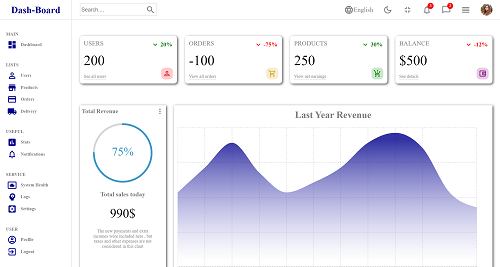 Dash-Board
Search....
English
MAIN
Dashboard
LISTS
Users
Products
Orders
Delivery
USEFUL
Stats
Notifications
SERVICE
System Health
Logs
Settings
USER
Profile
Logout
USERS
20%
200
See all users
ORDERS
-75%
-100
View all orders
PRODUCTS
30%
250
View net earnings
BALANCE
-12%
$500
See details
Total Revenue
75%
Total sales today
990$
The new payments and extra
incomes were included here , but
taxes and other expenses are not
considered in this chart
Last Year Revenue